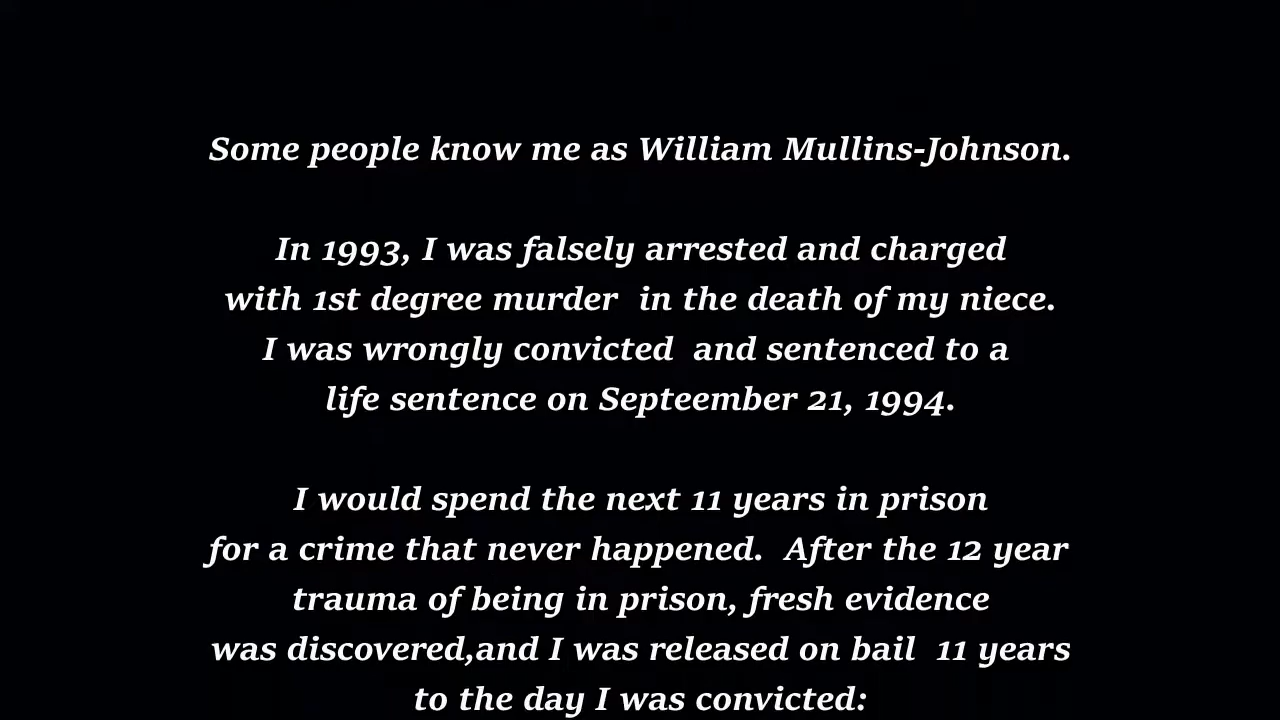 Some people know me as William Mullins-Johnson.
In 1993, I was falsely arrested and charged
with 1st degree murder  in the death of my niece.
I was wrongly convicted  and sentenced to a
life sentence on Septeember 21, 1994.
I would spend the next 11 years in prison
for a crime that never happened.  After the 12 year
trauma of being in prison, fresh evidence
was discovered,and I was released on bail  11 years
to the day I was convicted: